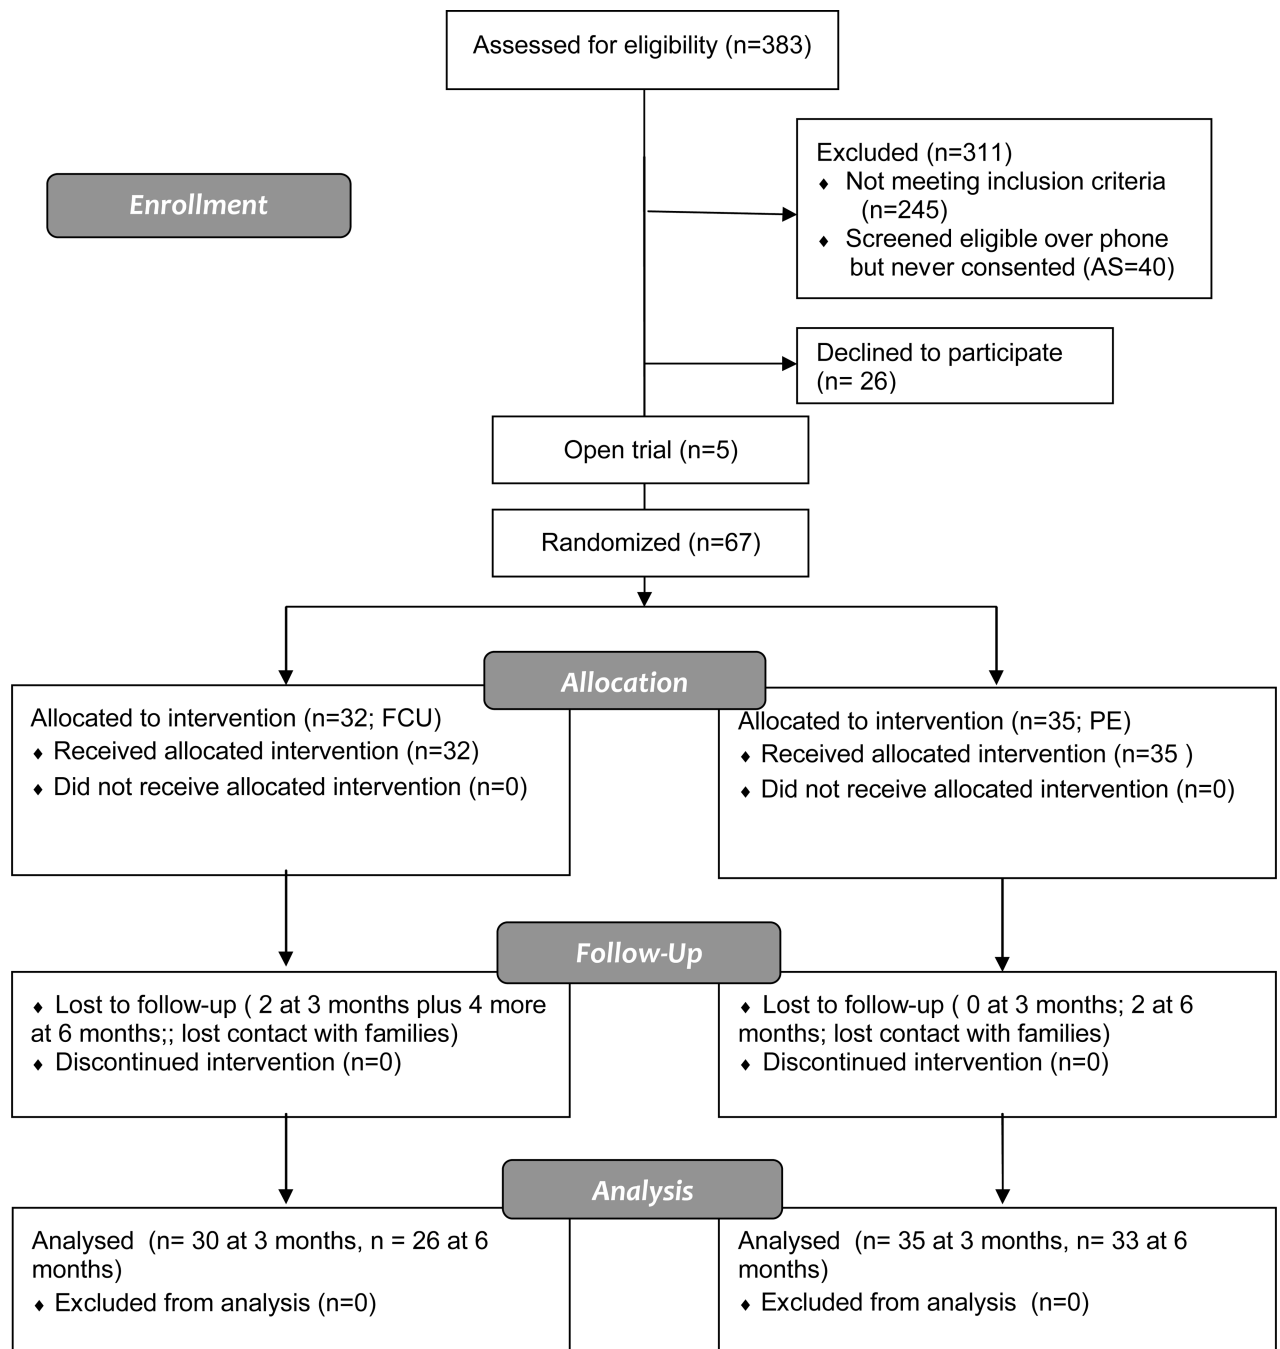 Assessed for eligibility (n=383)
Excluded (n=311)
♦ Not meeting inclusion criteria
(n=245)
♦ Screened eligible over phone
but never consented (AS=40)
Enrollment
Declined to participate
(n= 26)
Open trial (n=5)
Randomized (n=67)
Allocation
Allocated to intervention (n=32; FCU)
♦ Received allocated intervention (n=32)
♦ Did not receive allocated intervention (n=0)
Allocated to intervention (n=35; PE)
♦ Received allocated intervention (n=35 )
♦ Did not receive allocated intervention (n=0)
Follow-Up
♦ Lost to follow-up ( 2 at 3 months plus 4 more
at 6 months;; lost contact with families)
♦ Discontinued intervention (n=0)
♦ Lost to follow-up ( 0 at 3 months; 2 at 6
months; lost contact with families)
♦ Discontinued intervention (n=0)
Analysis
Analysed (n= 30 at 3 months, n = 26 at 6
months)
♦ Excluded from analysis (n=0)
Analysed (n= 35 at 3 months, n= 33 at 6
months)
♦ Excluded from analysis (n=0)